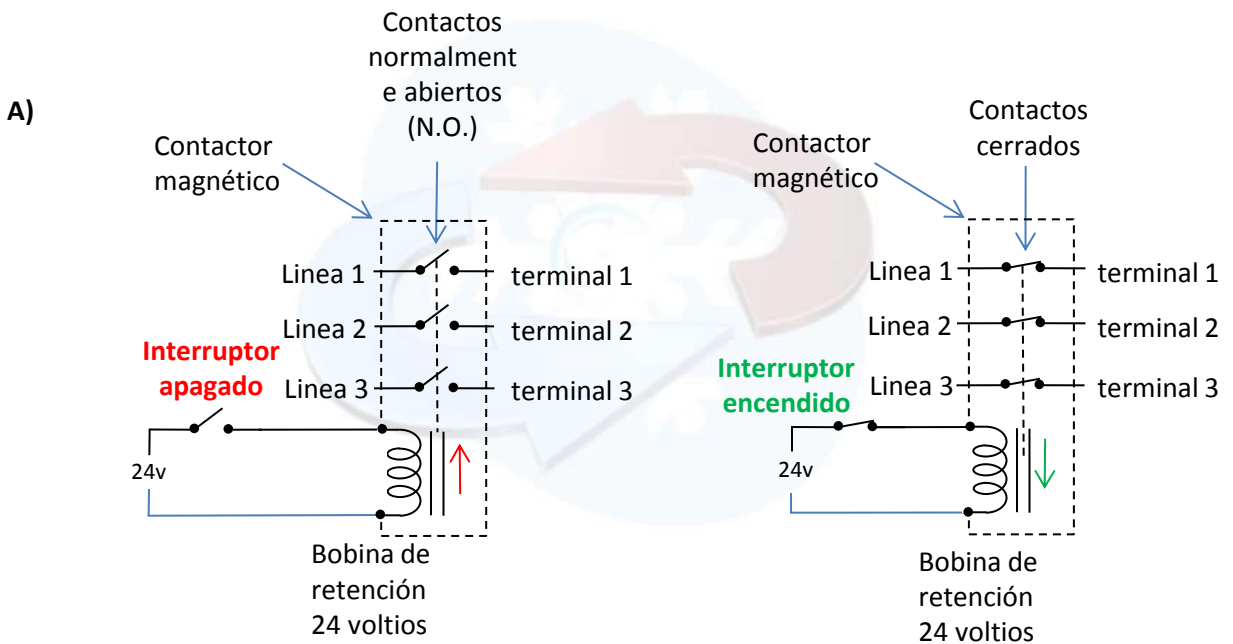 A)
Contactos
normalment
e abiertos
(N.O.)
Contactor
magnético
Linea 1
terminal 1
Linea 2
terminal 2
Interruptor
apagado
Linea 3
terminal 3
24v
Bobina de
retención
24 voltios
Contactos
cerrados
Contactor
magnético
Linea 1
terminal 1
Linea 2
terminal 2
Interruptor
encendido
Linea 3
terminal 3
24v
Bobina de
retención
24 voltios